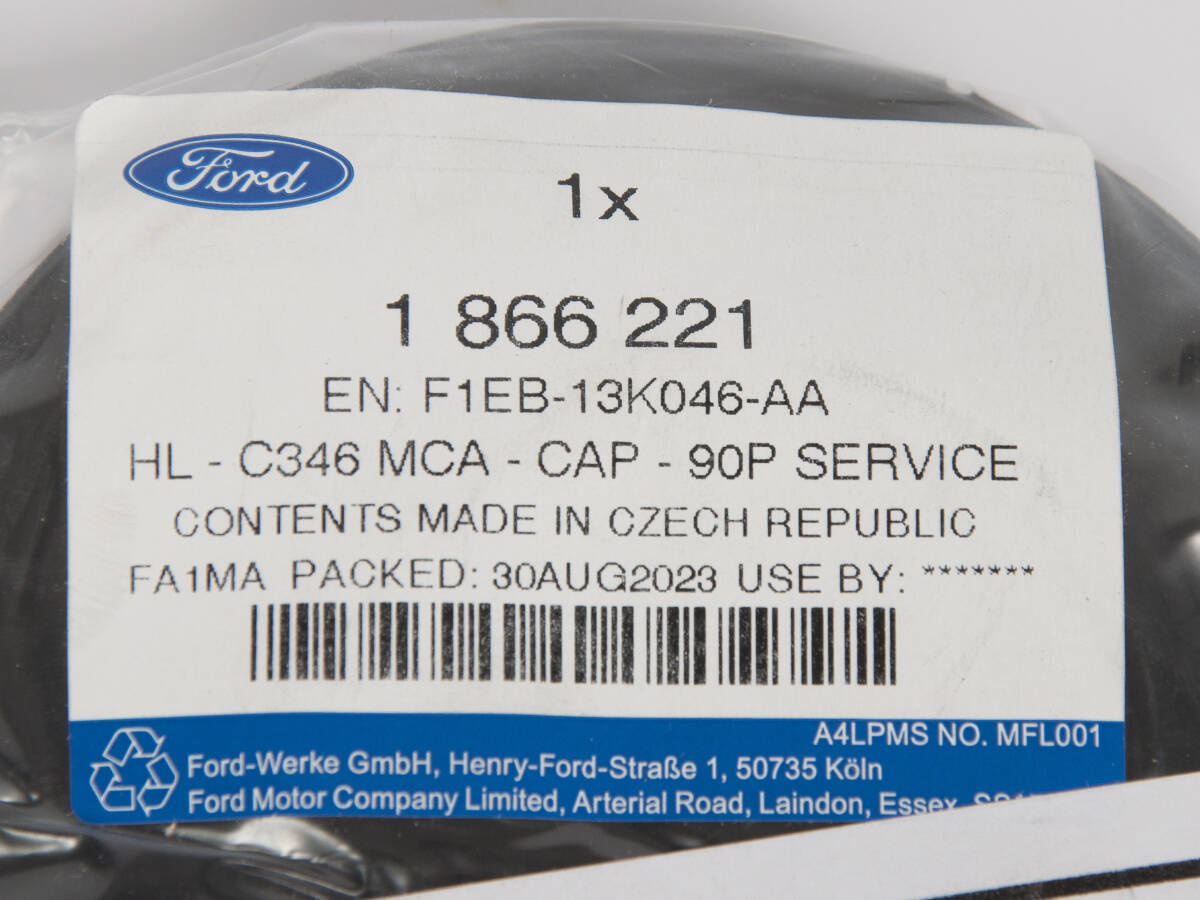 Ford
1x
1 866 221
EN: F1EB-13K046-AA
HL - C346 MCA - CAP - 90P SERVICE
CONTENTS MADE IN CZECH REPUBLIC
FA1MA PACKED: 30AUG2023 USE BY: *******
A4LPMS NO. MFL001
Ford-Werke GmbH, Henry-Ford-Straße 1, 50735 Köln
Ford Motor Company Limited, Arterial Road, Laindon, Essex,